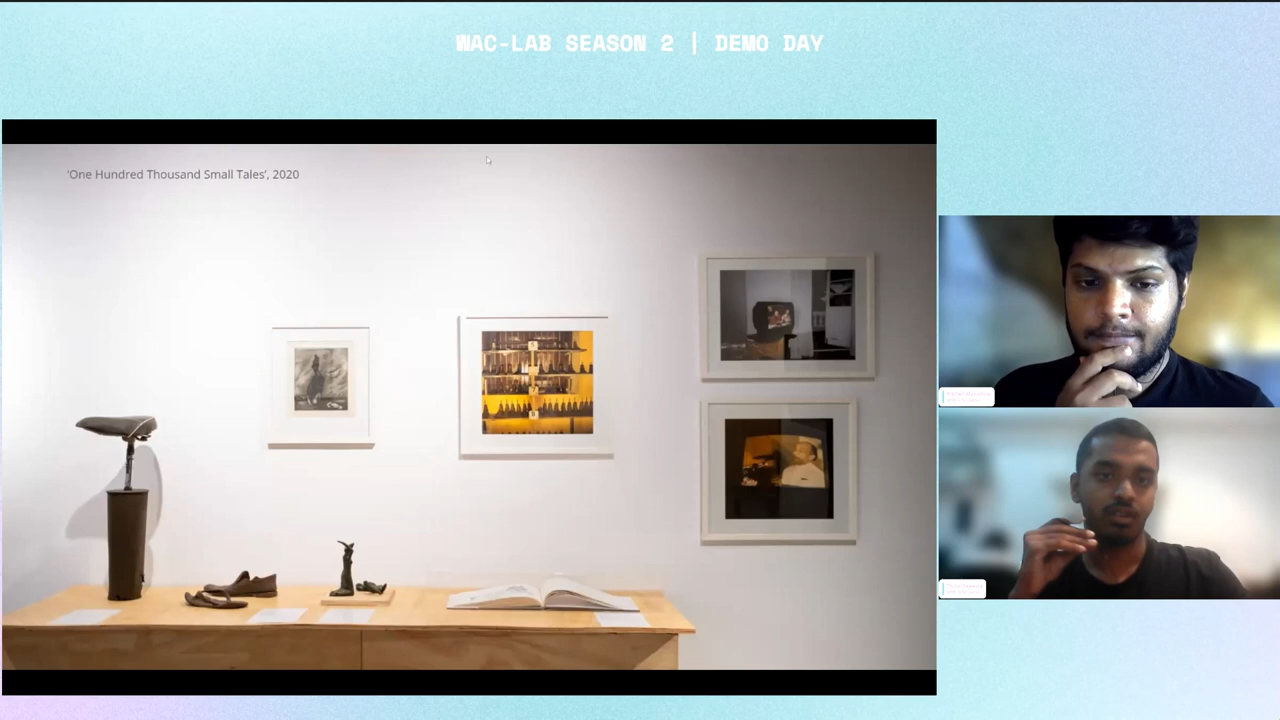 WAC-LAB SEASON 2 | DEMO DAY
‘One Hundred Thousand Small Tales’, 2020